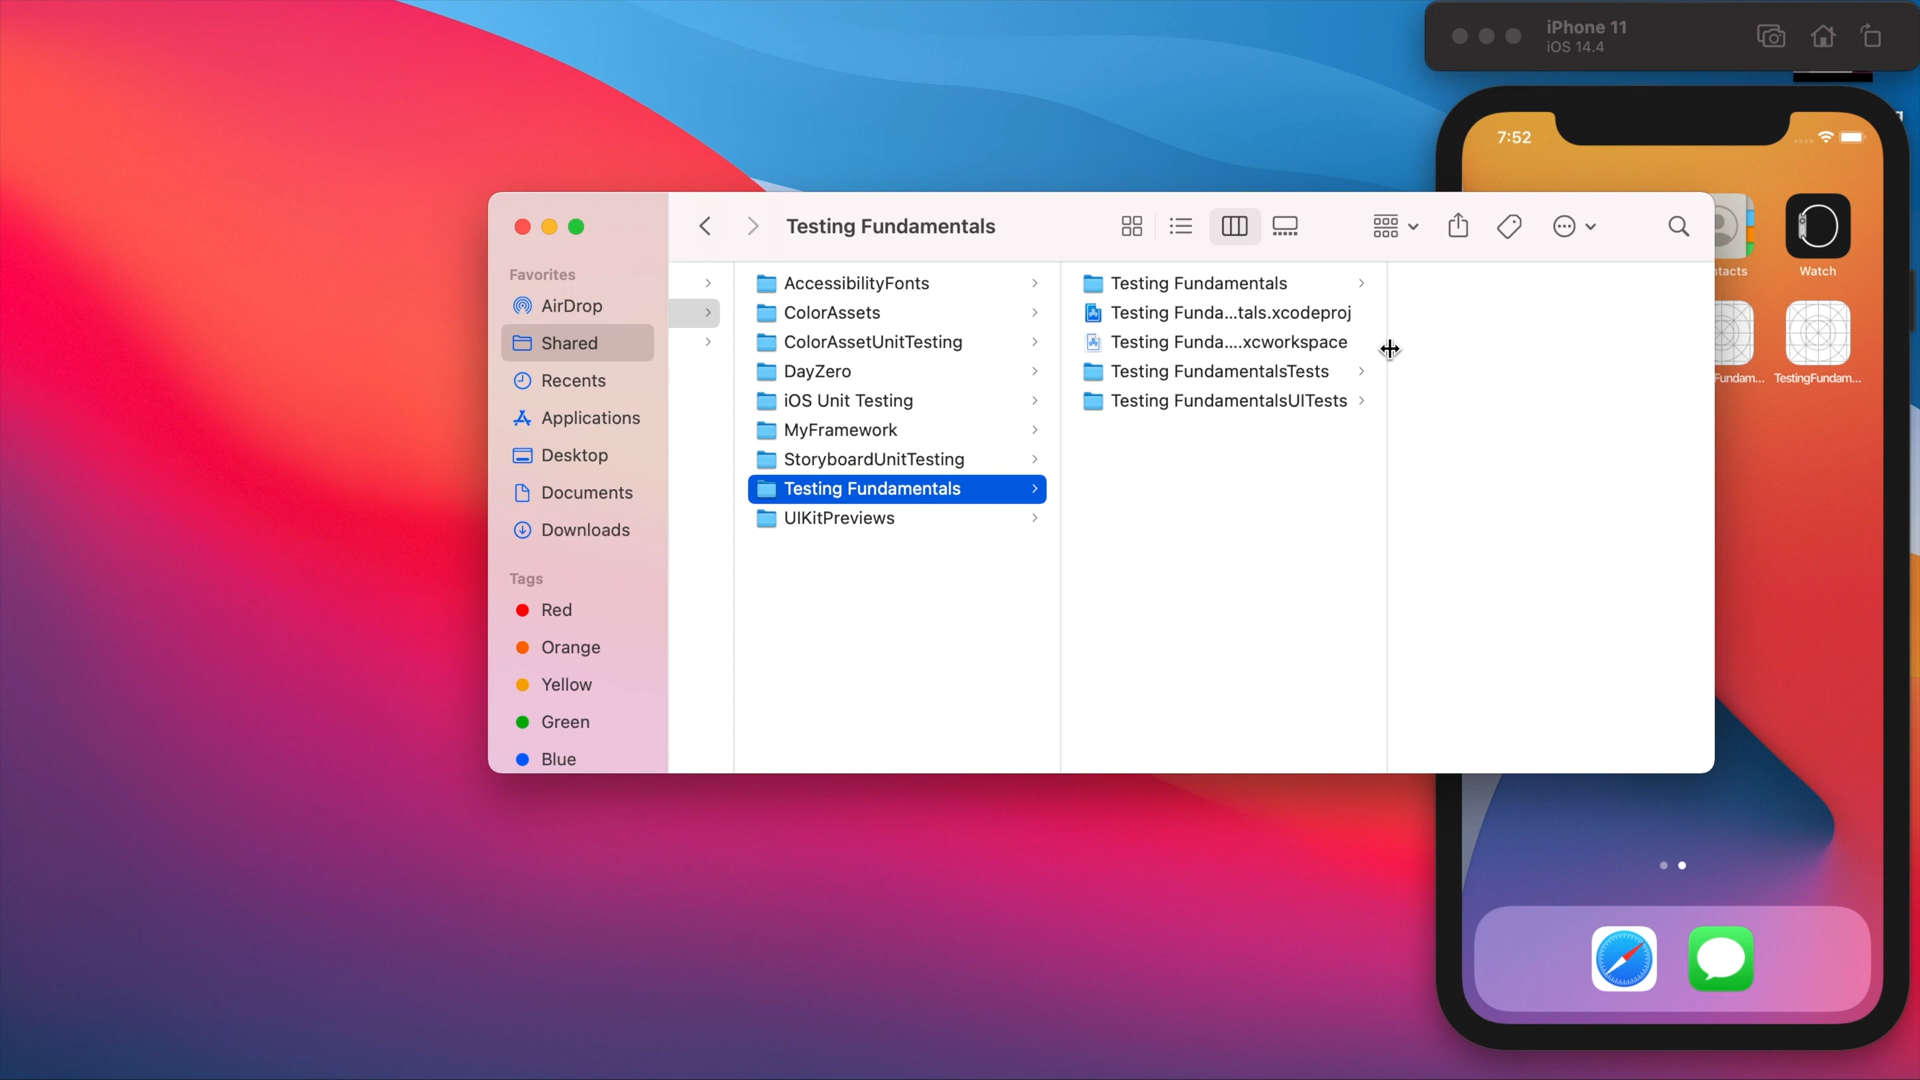 iPhone 11
iOS 14.4
7:52
Testing Fundamentals
Favorites
AirDrop
Shared
Recents
Applications
Desktop
Documents
Downloads
Tags
Red
Orange
Yellow
Green
Blue
AccessibilityFonts
ColorAssets
ColorAssetUnitTesting
DayZero
iOS Unit Testing
MyFramework
StoryboardUnitTesting
Testing Fundamentals
UIKitPreviews
Testing Fundamentals
Testing Funda...tals.xcodeproj
Testing Funda....xcworkspace
Testing FundamentalsTests
Testing FundamentalsUITests
tacts
Watch
Fundam...
TestingFundam...